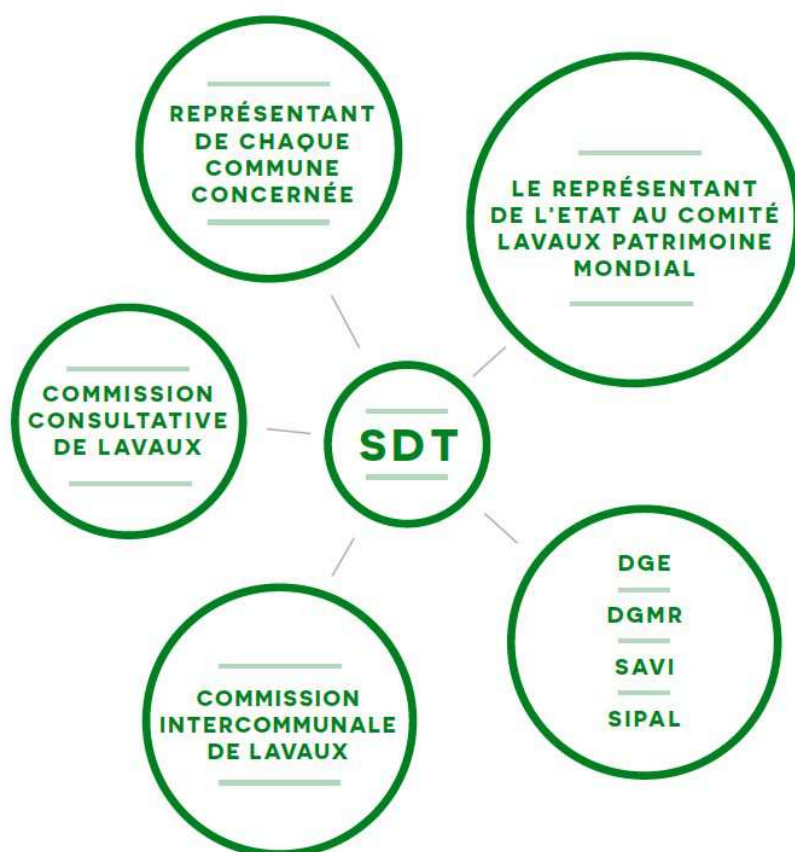 REPRÉSENTANT
DE CHAQUE
COMMUNE
CONCERNÉE
LE REPRÉSENTANT
DE L'ETAT AU COMITÉ
LAVAUX PATRIMOINE
MONDIAL
COMMISSION
CONSULTATIVE
DE LAVAUX
SDT
DGE
DGMR
SAVI
SIPAL
COMMISSION
INTERCOMMUNALE
DE LAVAUX